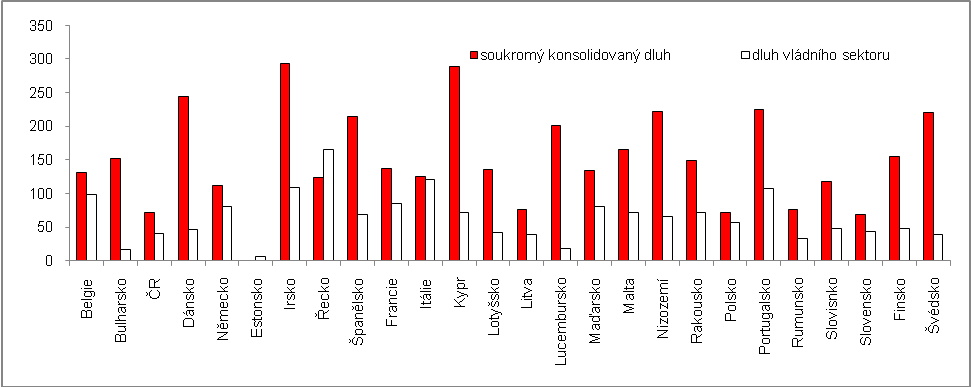 350
300
250
200
150
100
50
0
soukromý konsolidovaný dluh
dluh vládního sektoru
Belgie
Bulharsko
ČR
Dánsko
Německo
Estonsko
Irsko
Řecko
Španělsko
Francie
Itálie
Kypr
Lotyšsko
Litva
Lucembursko
Maďarsko
Malta
Nizozemí
Rakousko
Polsko
Portugalsko
Rumunsko
Slovisnko
Slovensko
Finsko
Švédsko